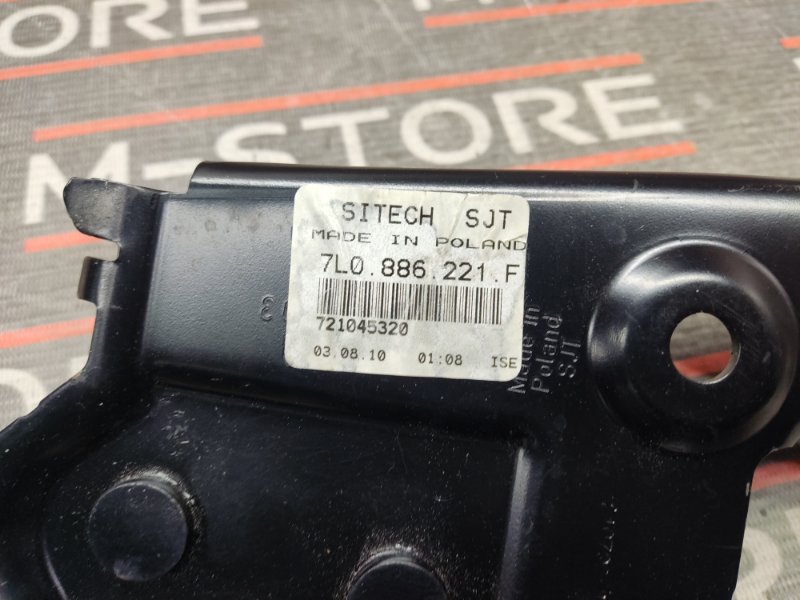 M-STORE
M-STORE
SITECH SJT
MADE IN POLAND
7L0.886.221.F
721045320
03.08.10 01:08 ISE
Made in
Poland
SJT